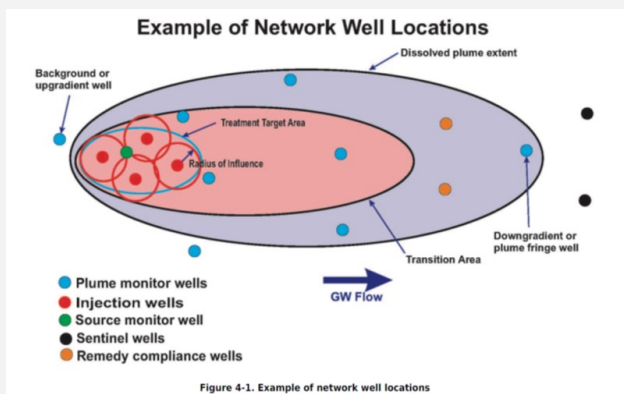 Example of Network Well Locations
Dissolved plume extent
Background or
upgradient well
Treatment Target Area
Radius of Influence
Downgradient or
plume fringe well
Transition Area
GW Flow
Plume monitor wells
Injection wells
Source monitor well
Sentinel wells
Remedy compliance wells
Figure 4-1. Example of network well locations